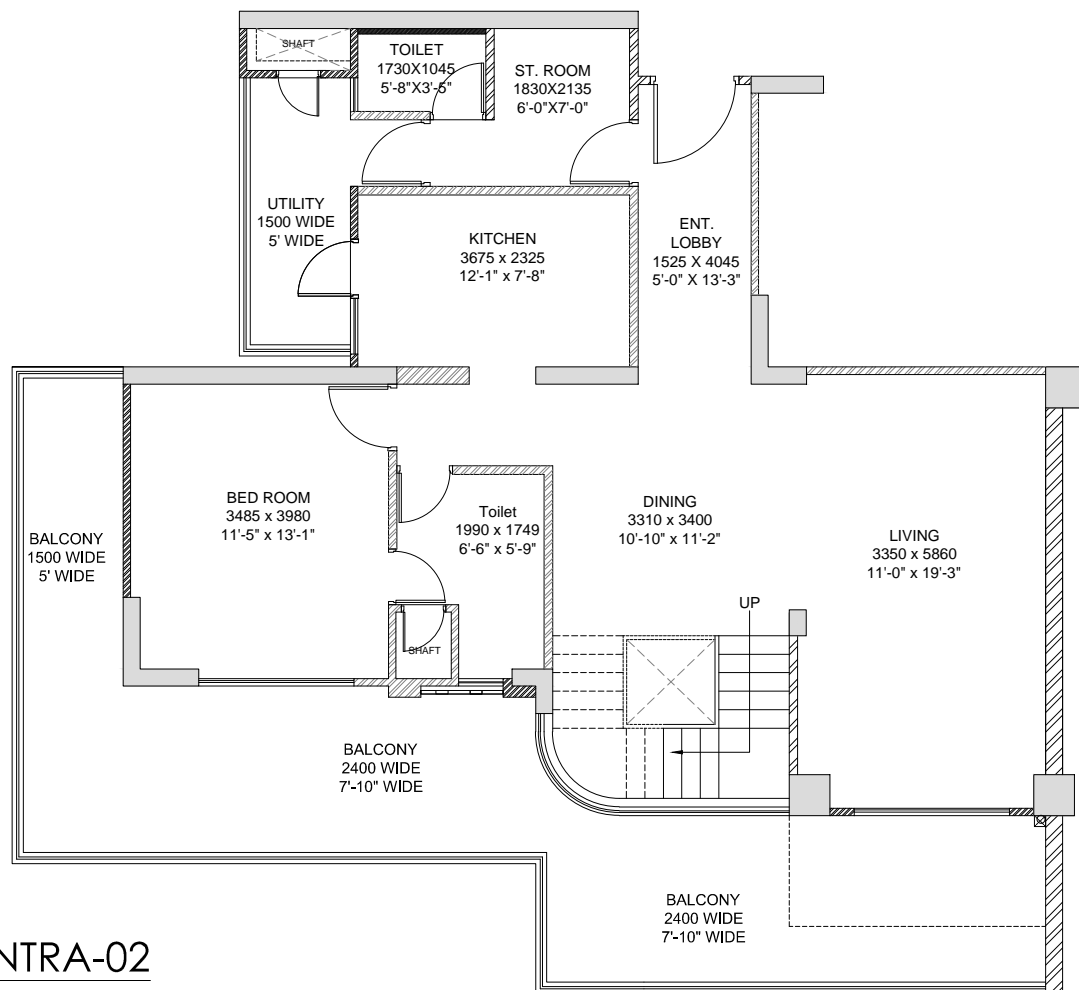 SHAFT
TOILET
1730X1045
5'-8"X3'-5"
ST. ROOM
1830X2135
6'-0"X7'-0"
UTILITY
1500 WIDE
5' WIDE
KITCHEN
3675 x 2325
12'-1" x 7'-8"
ENT.
LOBBY
1525 X 4045
5'-0" X 13'-3"
BALCONY
1500 WIDE
5' WIDE
BED ROOM
3485 x 3980
11'-5" x 13'-1"
Toilet
1990 x 1749
6'-6" x 5'-9"
SHAFT
DINING
3310 x 3400
10'-10" x 11'-2"
LIVING
3350 x 5860
11'-0" x 19'-3"
UP
BALCONY
2400 WIDE
7'-10" WIDE
BALCONY
2400 WIDE
7'-10" WIDE
NTRA-02